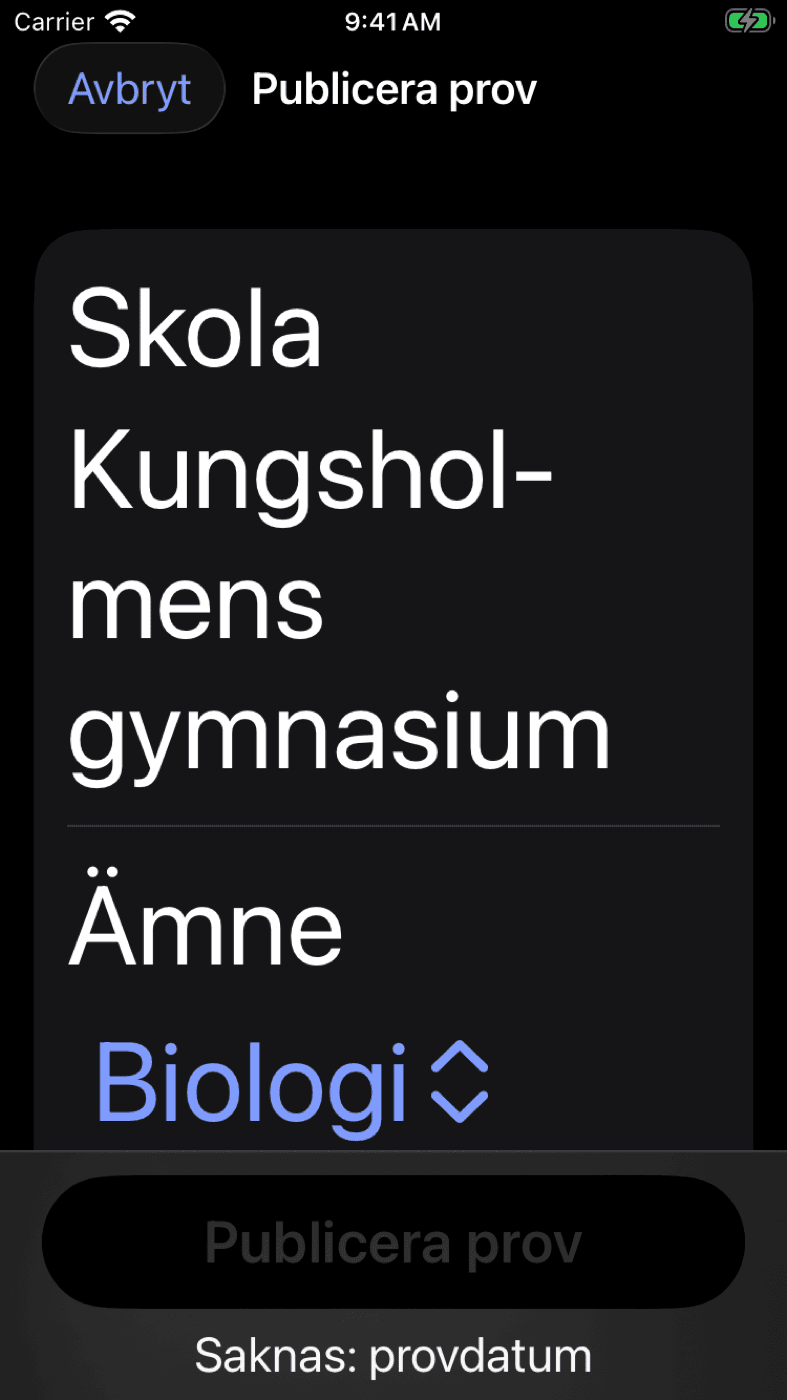 Carrier 9:41 AM
Avbryt Publicera prov
Skola
Kungshol-
mens
gymnasium
Ämne
Biologi
Publicera prov
Saknas: provdatum